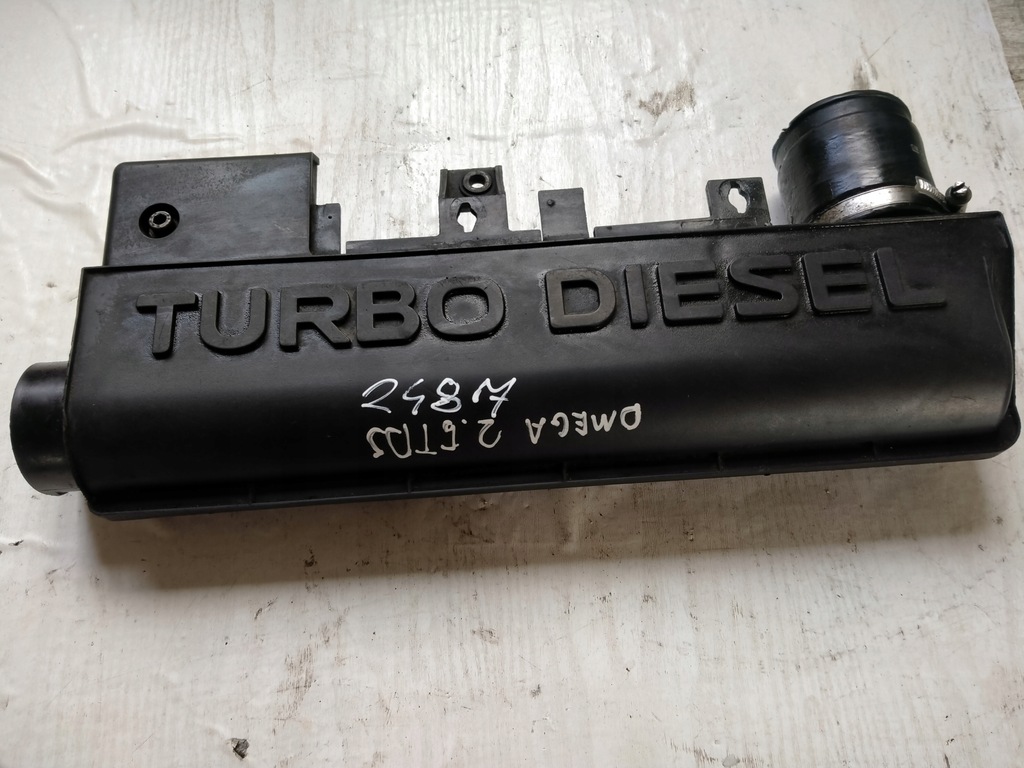 TURBO DIESEL
2487
OMEGA 2.5TDS